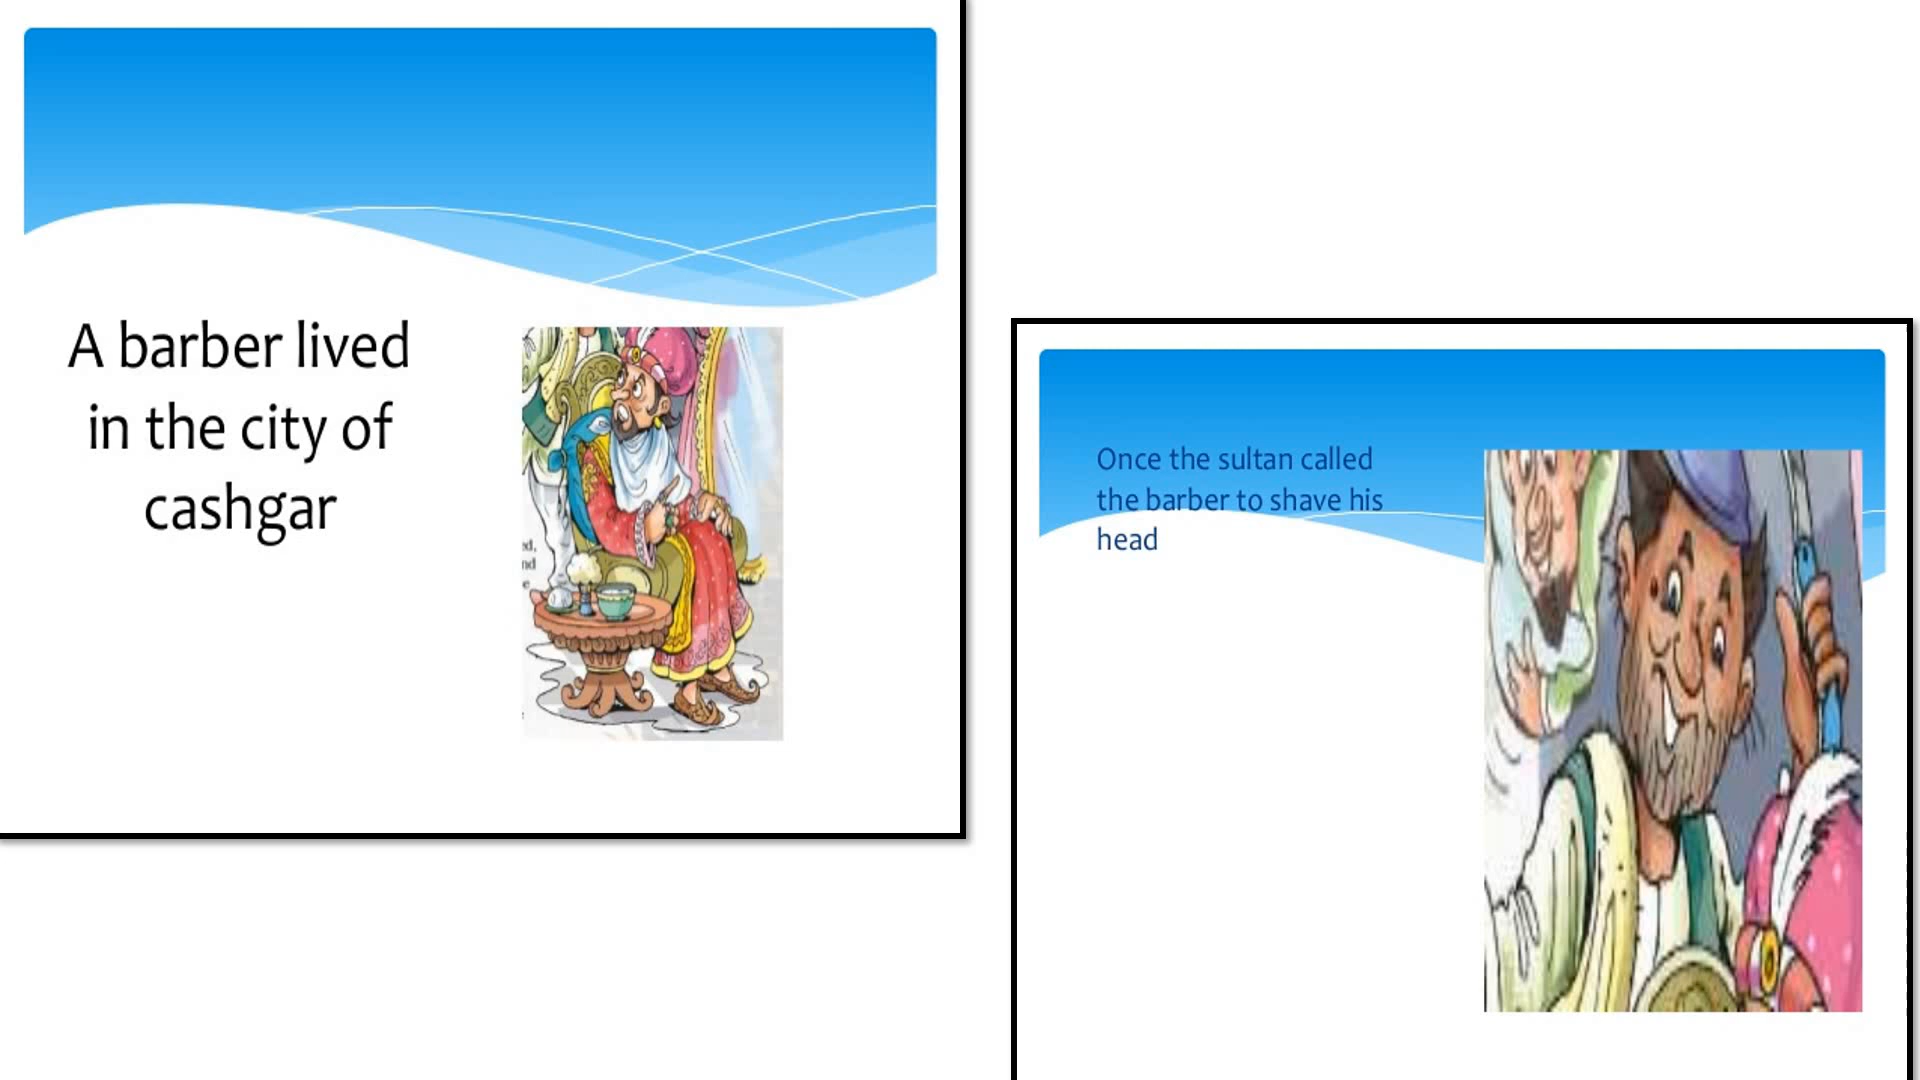 A barber lived
in the city of
cashgar
Once the sultan called
the barber to shave his
head